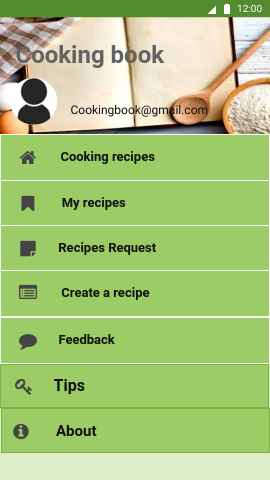 12:00
Cooking book
Cookingbook@gmail.com
Cooking recipes
My recipes
Recipes Request
Create a recipe
Feedback
Tips
About